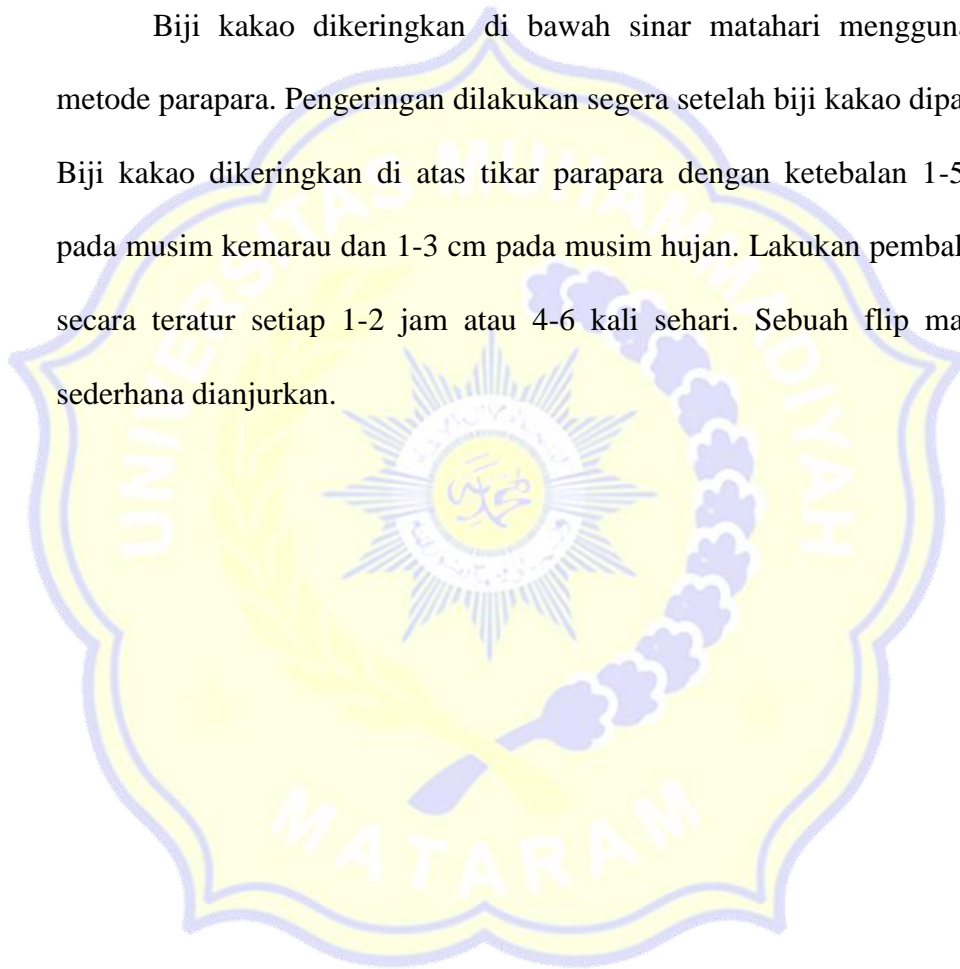 Biji kakao dikeringkan di bawah sinar matahari mengguna
metode parapara. Pengeringan dilakukan segera setelah biji kakao dipa
Biji kakao dikeringkan di atas tikar parapara dengan ketebalan 1-5
pada musim kemarau dan 1-3 cm pada musim hujan. Lakukan pembal
secara teratur setiap 1-2 jam atau 4-6 kali sehari. Sebuah flip ma
sederhana dianjurkan.
UNIVERSITAS MUHAMMADIYAH
MATARAM